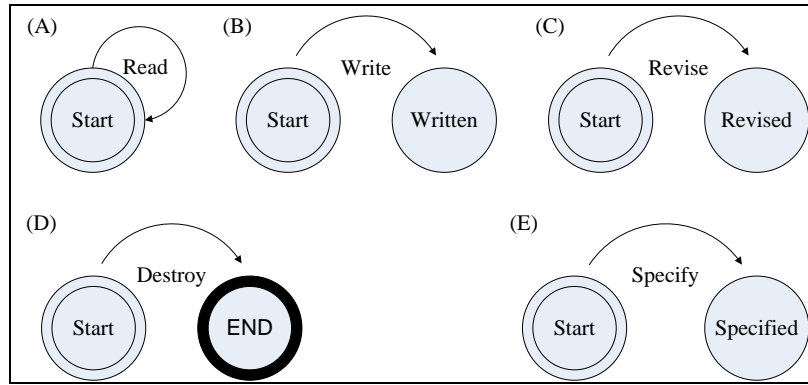 (A)
Read
Start
(B)
Write
Start
Written
(C)
Revise
Start
Revised
(D)
Destroy
Start
END
(E)
Specify
Start
Specified